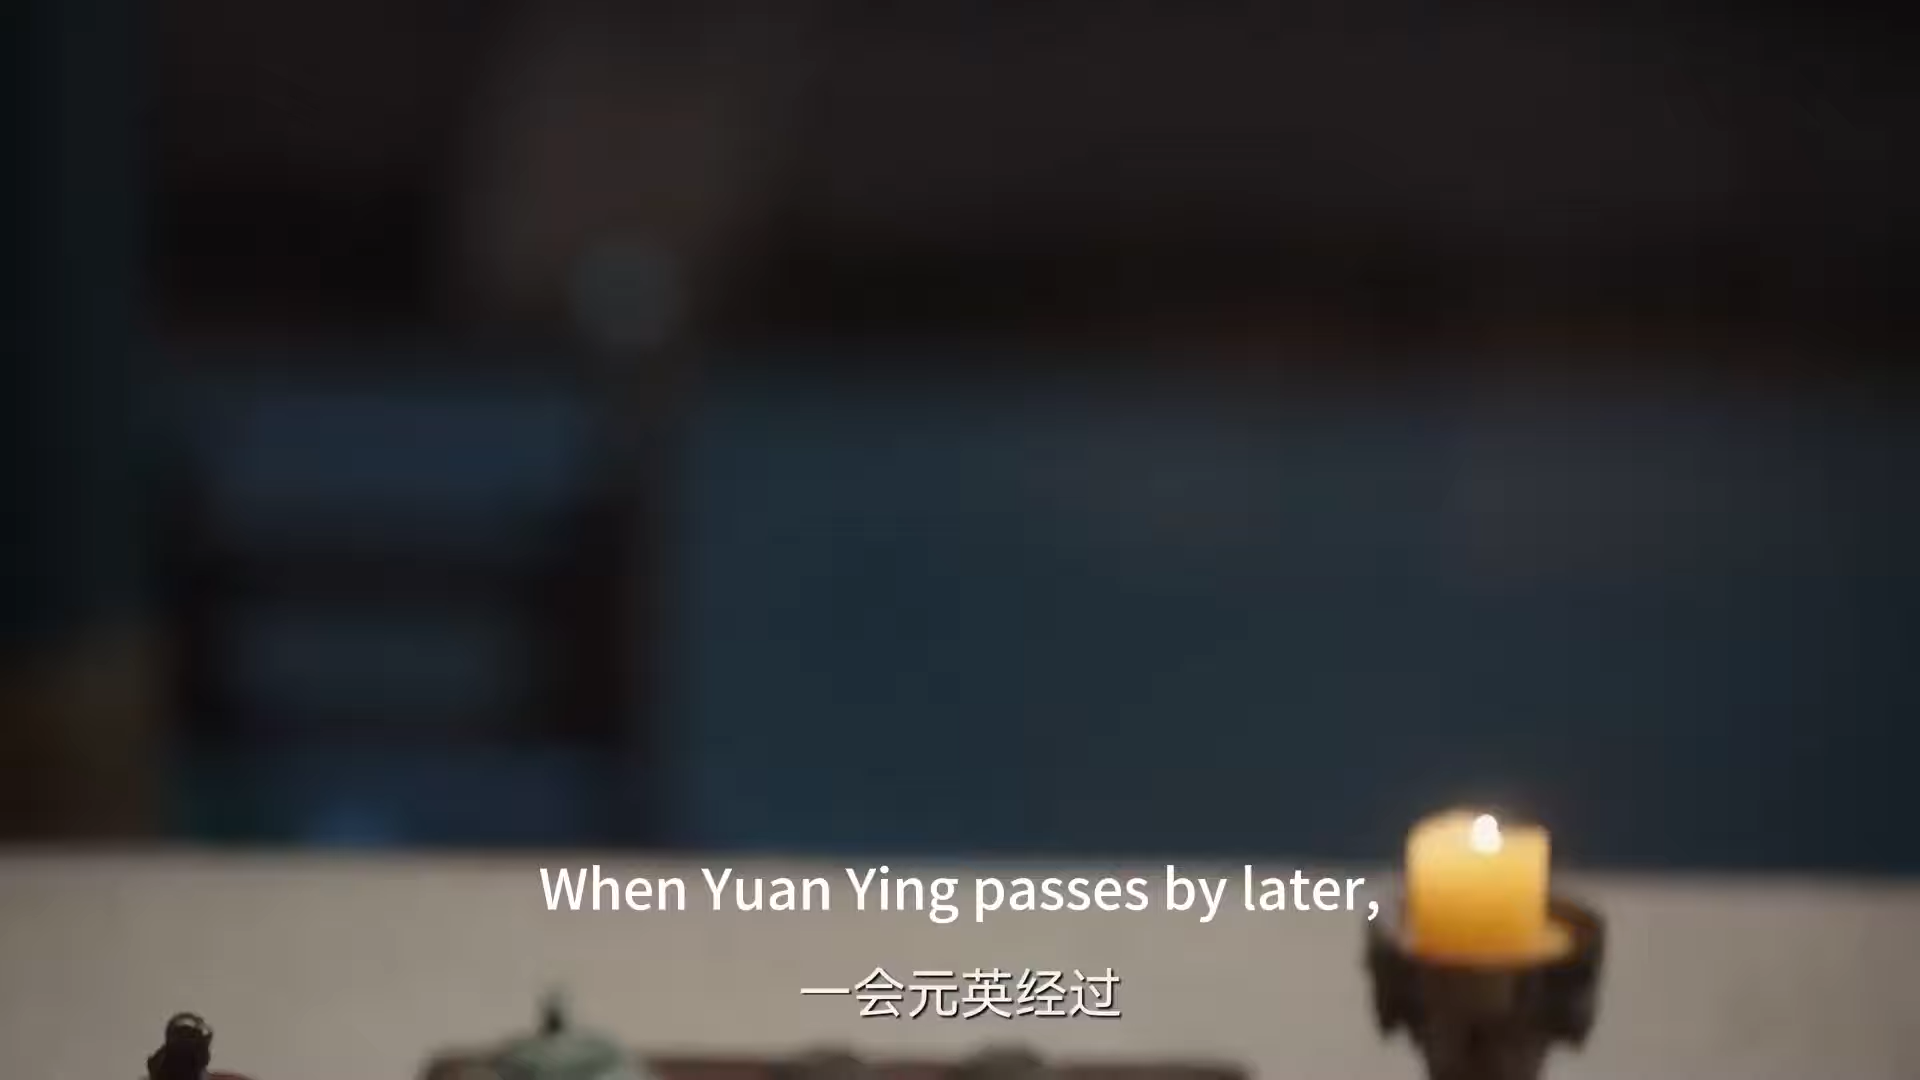 When Yuan Ying passes by later,
一会元英经过